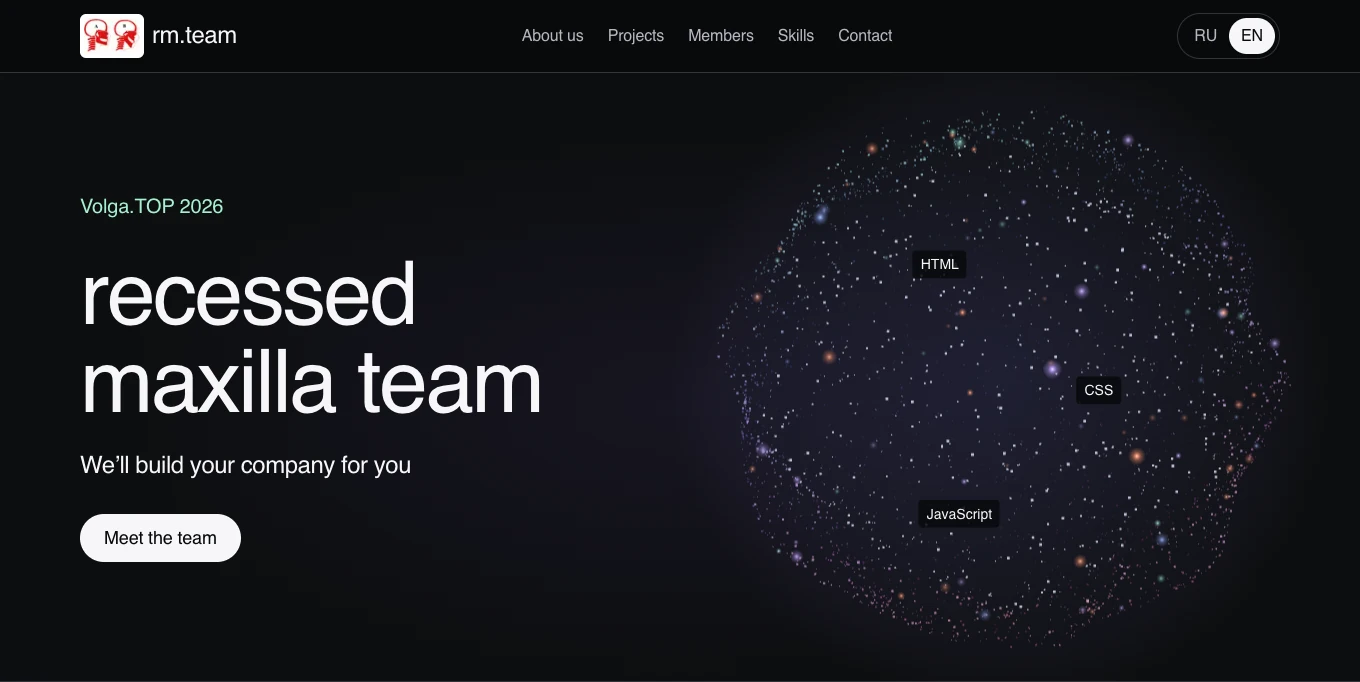 rm.team
About us
Projects
Members
Skills
Contact
RU
EN
Volga.TOP 2026
recessed
maxilla team
We’ll build your company for you
Meet the team
HTML
CSS
JavaScript